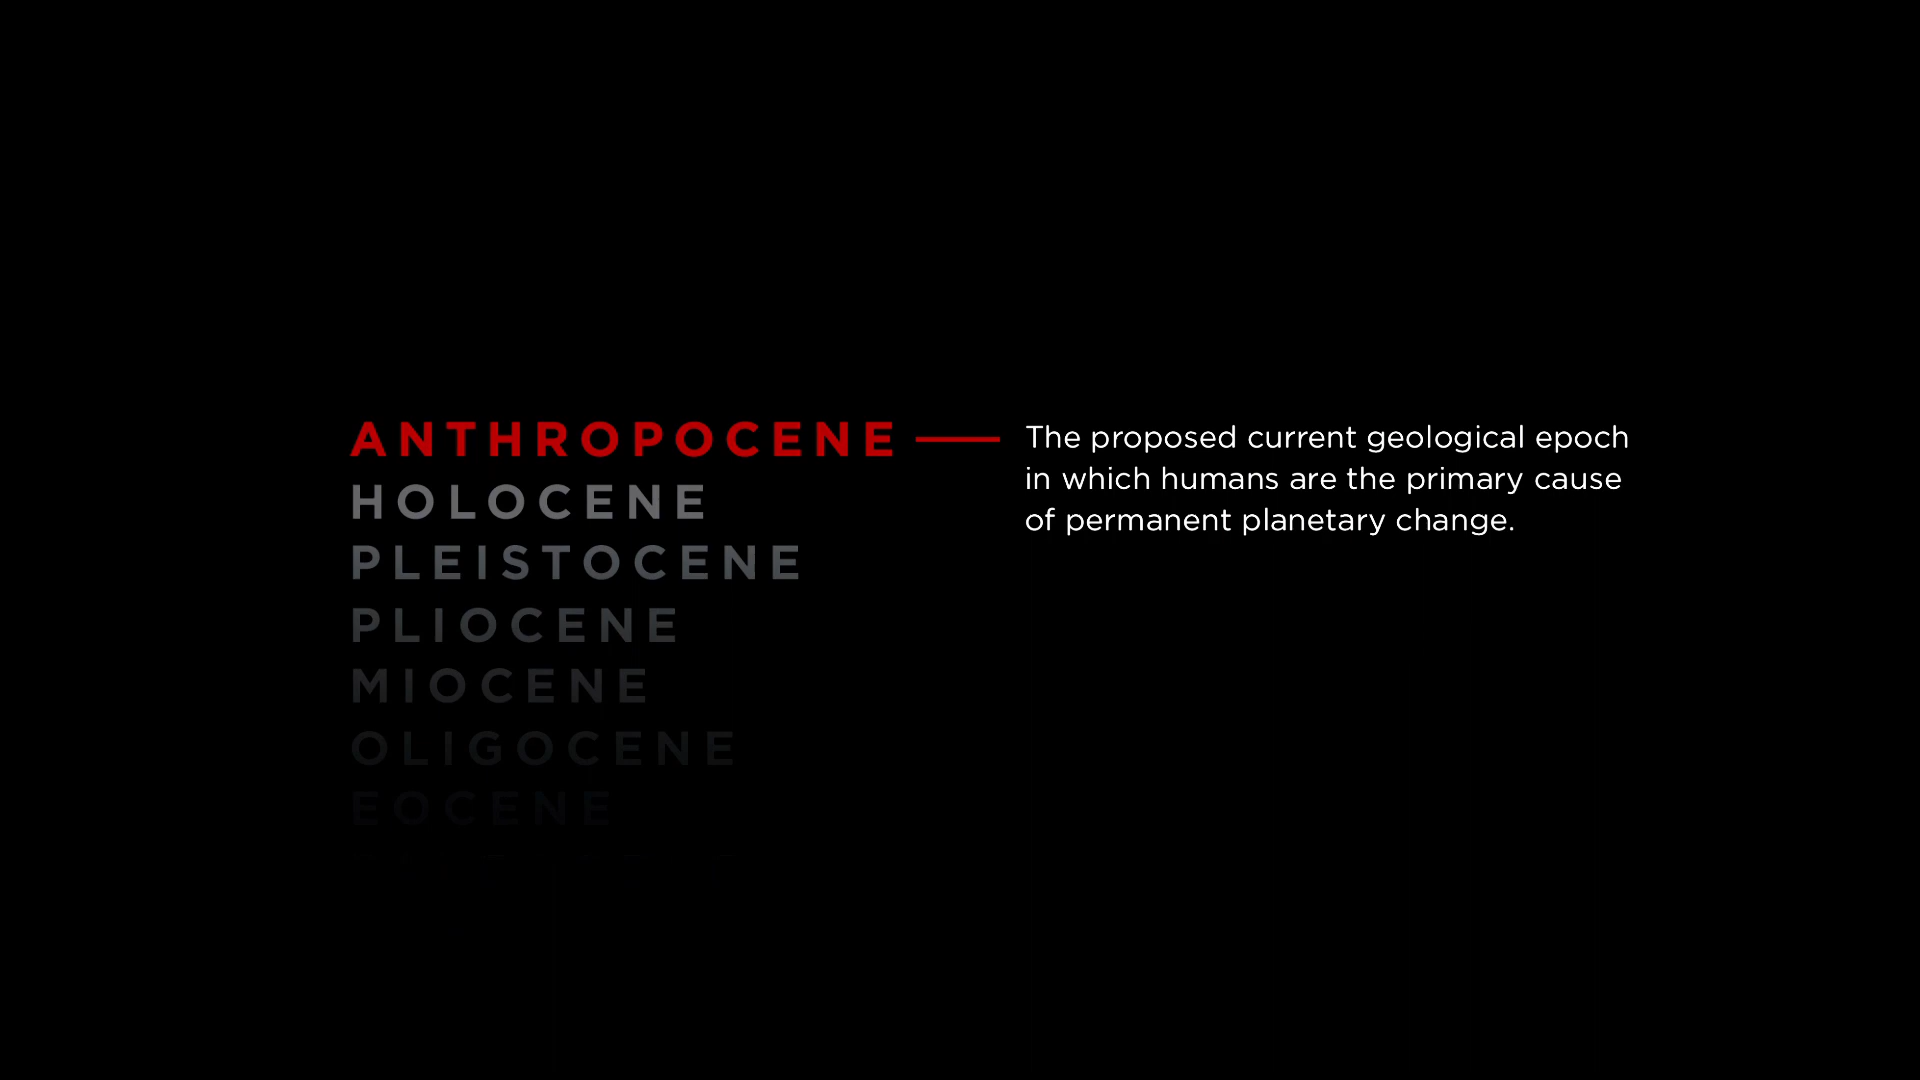 ANTHROPOCENE
HOLOCENE
PLEISTOCENE
PLIOCENE
MIOCENE
OLIGOCENE
EOCENE
The proposed current geological epoch
in which humans are the primary cause
of permanent planetary change.